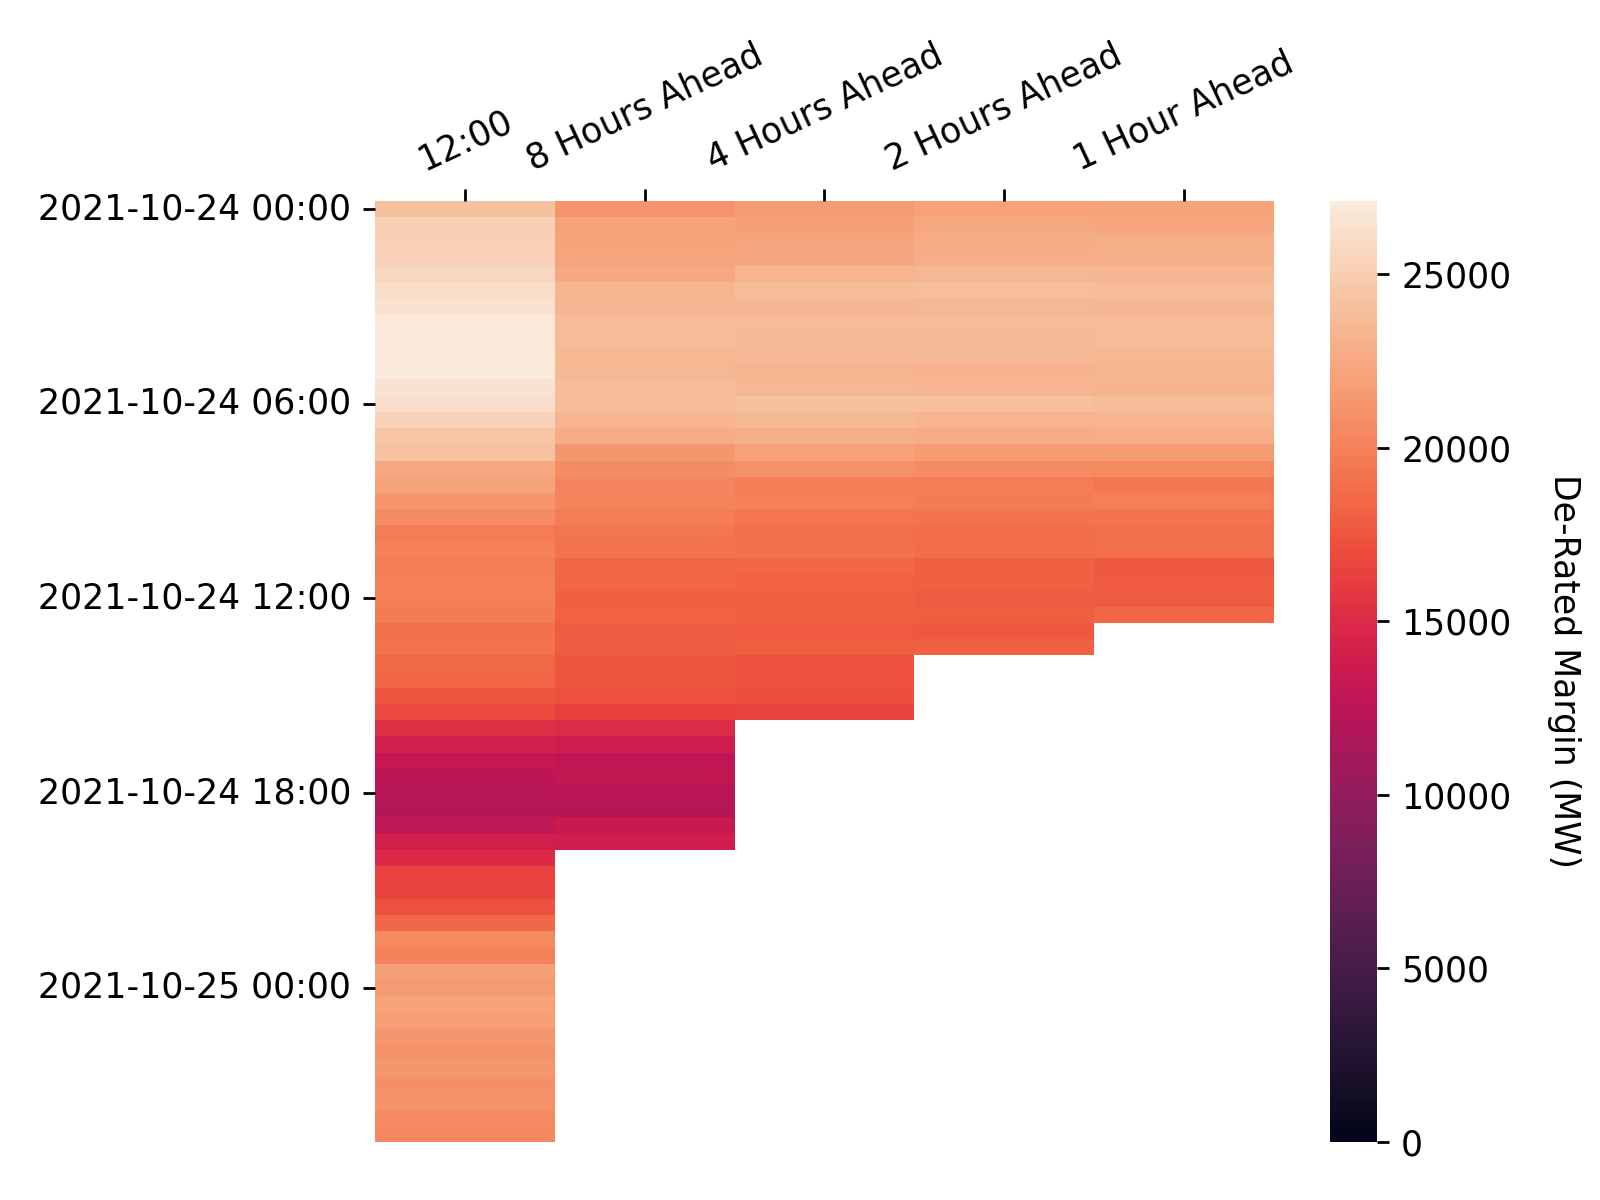 12:00
8 Hours Ahead
4 Hours Ahead
2 Hours Ahead
1 Hour Ahead
2021-10-24 00:00
2021-10-24 06:00
2021-10-24 12:00
2021-10-24 18:00
2021-10-25 00:00
25000
20000
15000
10000
5000
0
De-Rated Margin (MW)